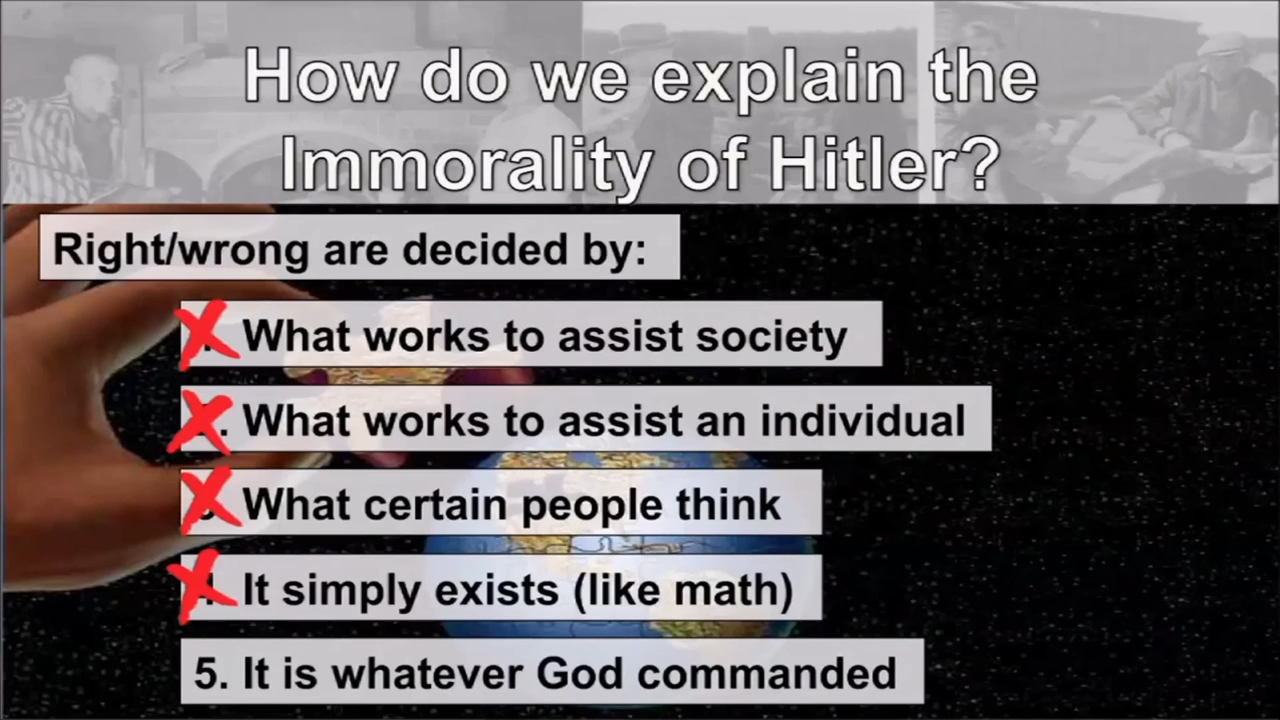 How do we explain the
Immorality of Hitler?
Right/wrong are decided by:
What works to assist society
. What works to assist an individual
What certain people think
. It simply exists (like math)
5. It is whatever God commanded